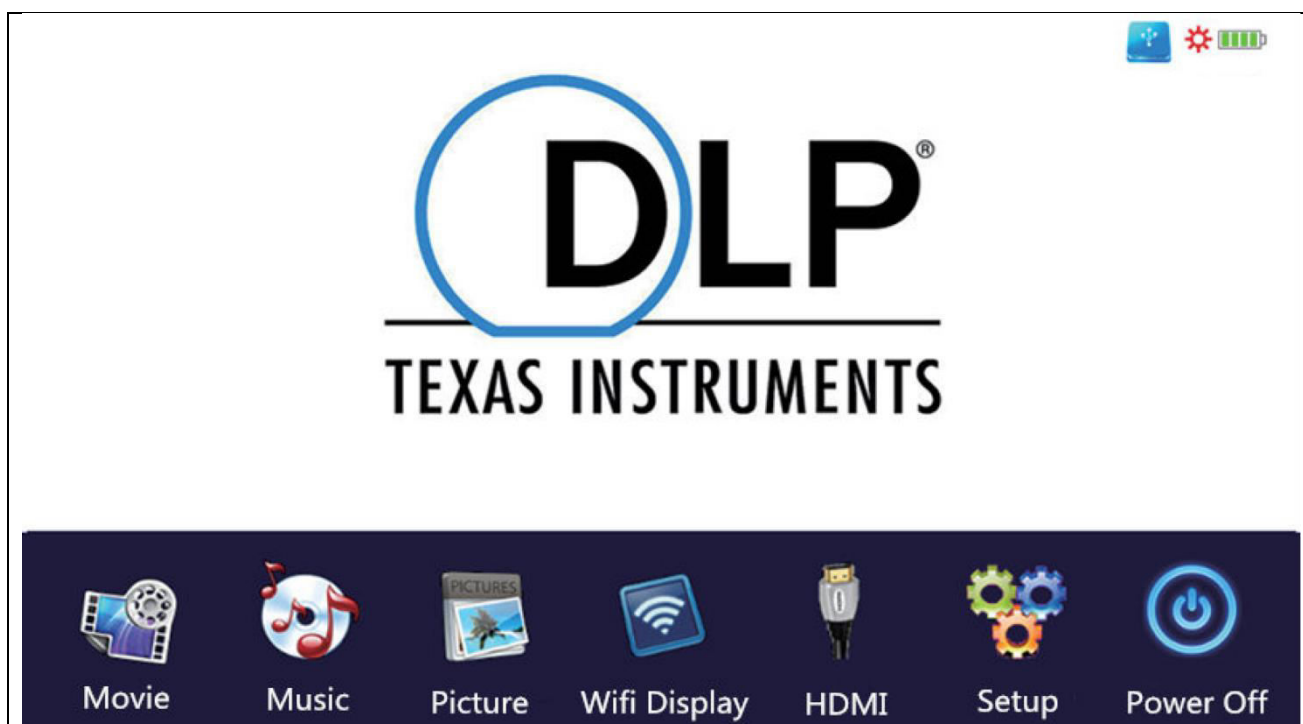 DLP®
TEXAS INSTRUMENTS
PICTURES
Movie
Music
Picture
Wifi Display
HDMI
Setup
Power Off